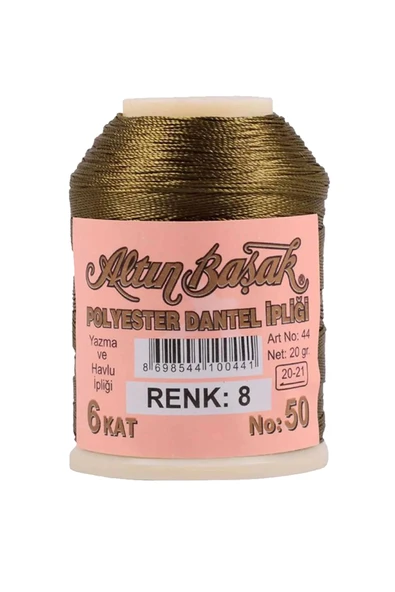 Altın Başak
POLYESTER DANTEL İPLİĞİ
Yazma
ve
Havlu
İpliği
8 698544 100441
Art No: 44
Net: 20 gr.
20-21
RENK: 8
6 KAT
No: 50